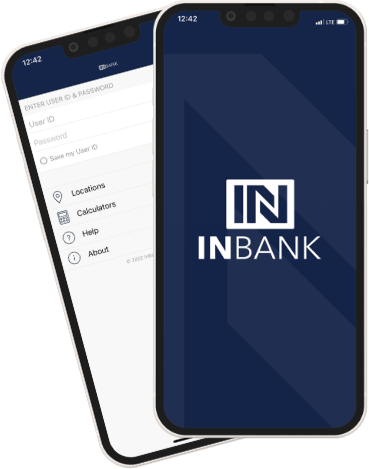 12:42
INBANK
ENTER USER ID & PASSWORD
User ID
Password
Save my User ID
Locations
Calculators
Help
About
12:42
LTE
IN
INBANK